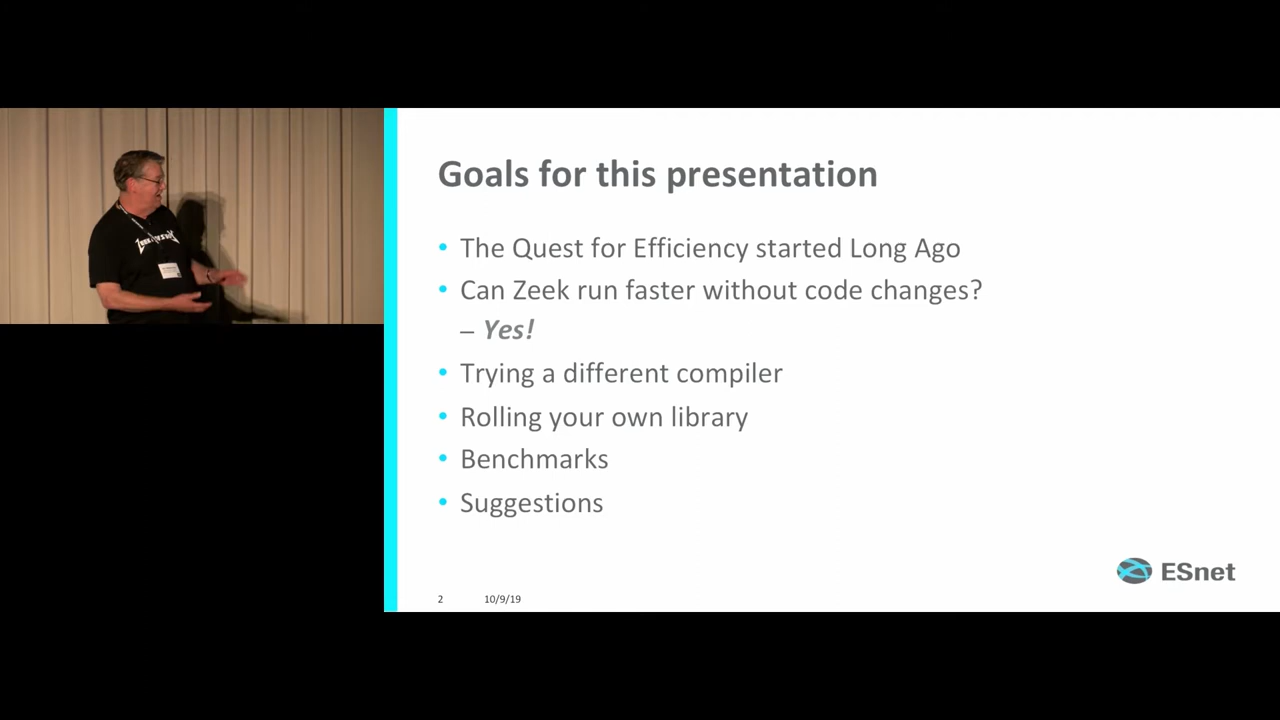 Goals for this presentation
• The Quest for Efficiency started Long Ago
• Can Zeek run faster without code changes?
– Yes!
• Trying a different compiler
• Rolling your own library
• Benchmarks
• Suggestions
ESnet
2 10/9/19